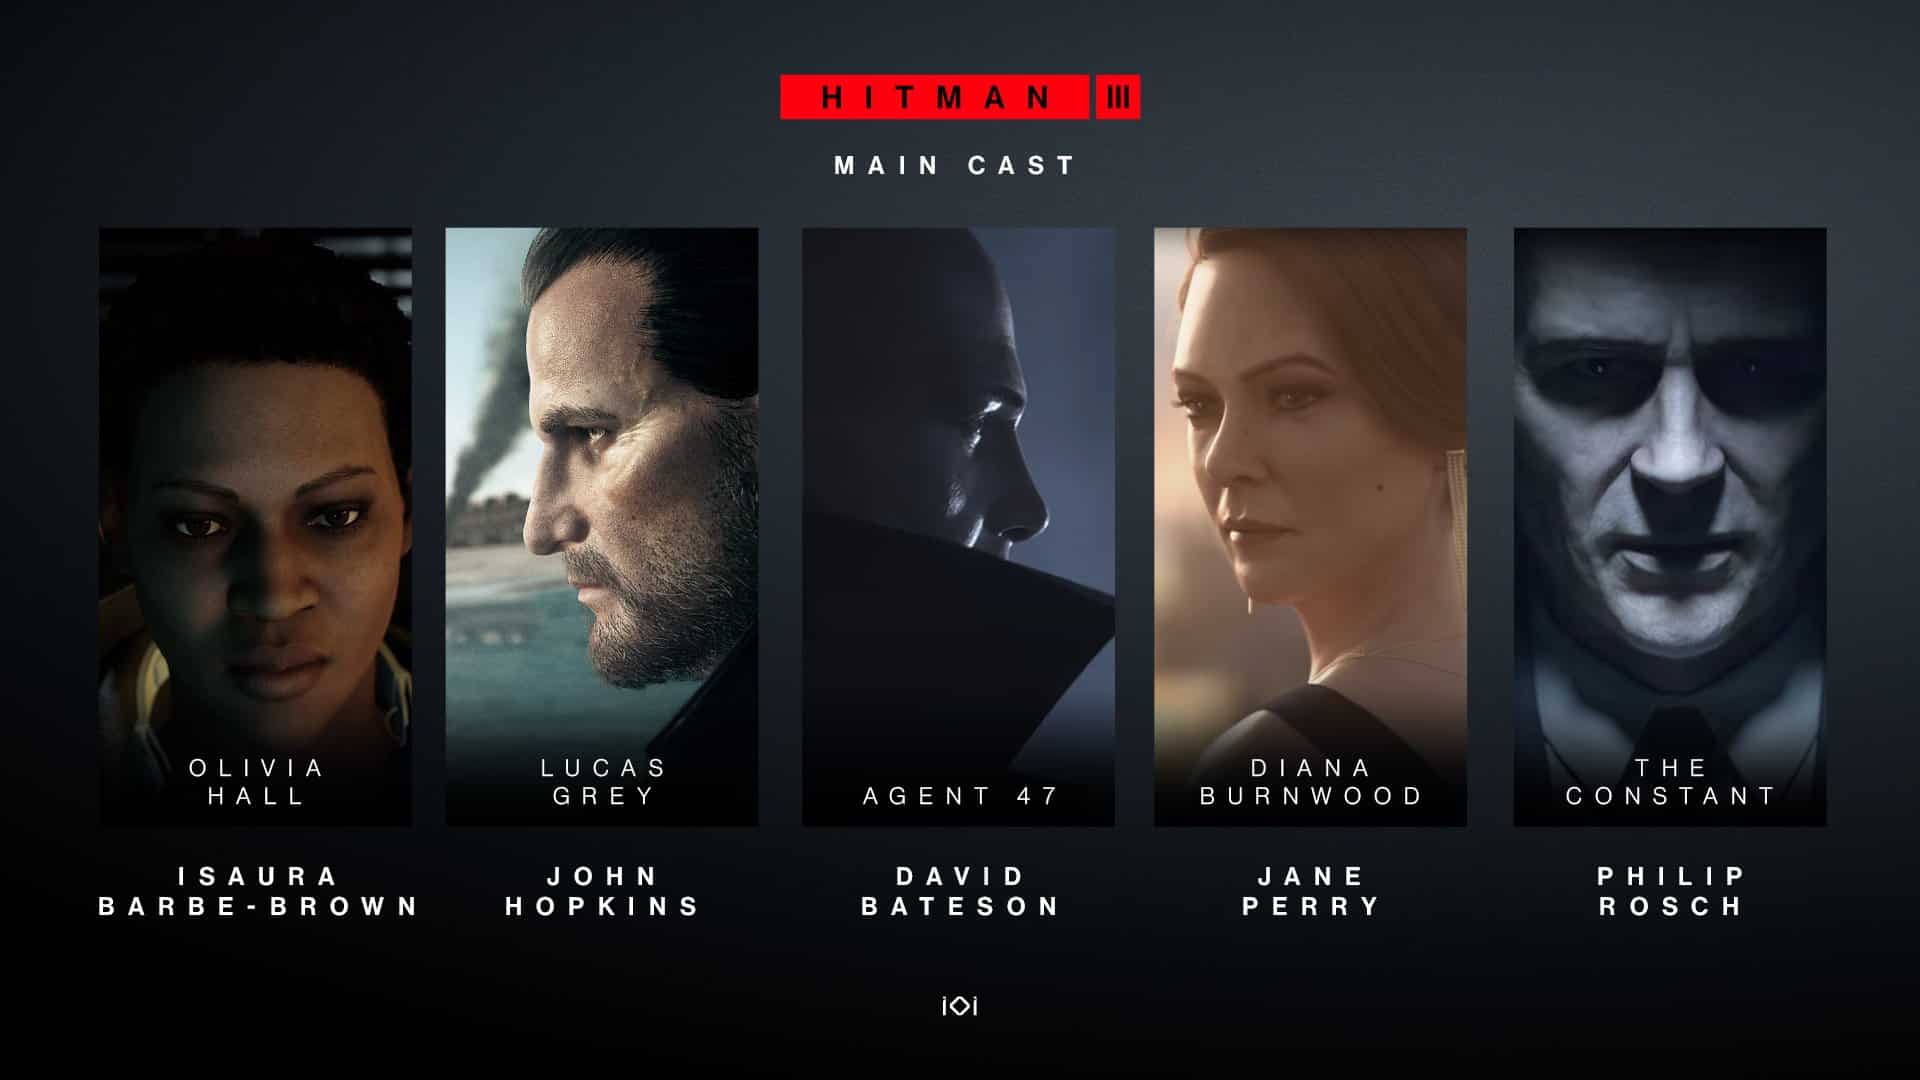 HITMAN III
MAIN CAST
OLIVIA
HALL
ISAURA
BARBE-BROWN
LUCAS
GREY
JOHN
HOPKINS
AGENT 47
DAVID
BATESON
DIANA
BURNWOOD
JANE
PERRY
THE
CONSTANT
PHILIP
ROSCH
iOi